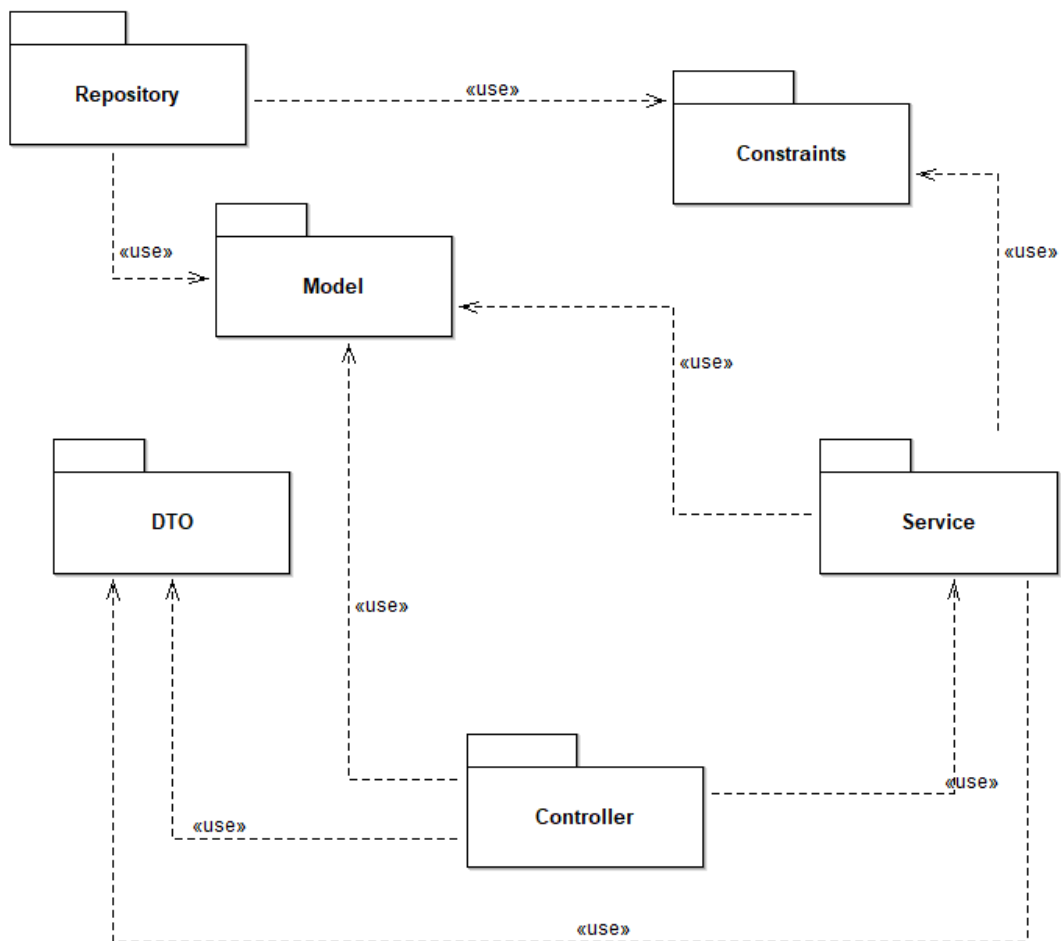 «use»
Repository
Constraints
«use»
«use»
Model
«use»
DTO
Service
«use»
«use»
Controller
«use»
«use»